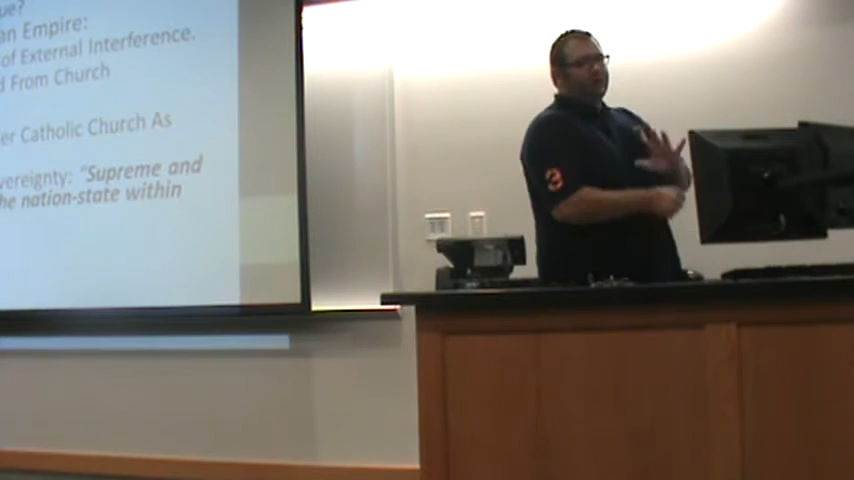 ue?
an Empire:
of External Interference.
d From Church
er Catholic Church As
vereignty: "Supreme and
he nation-state within
3